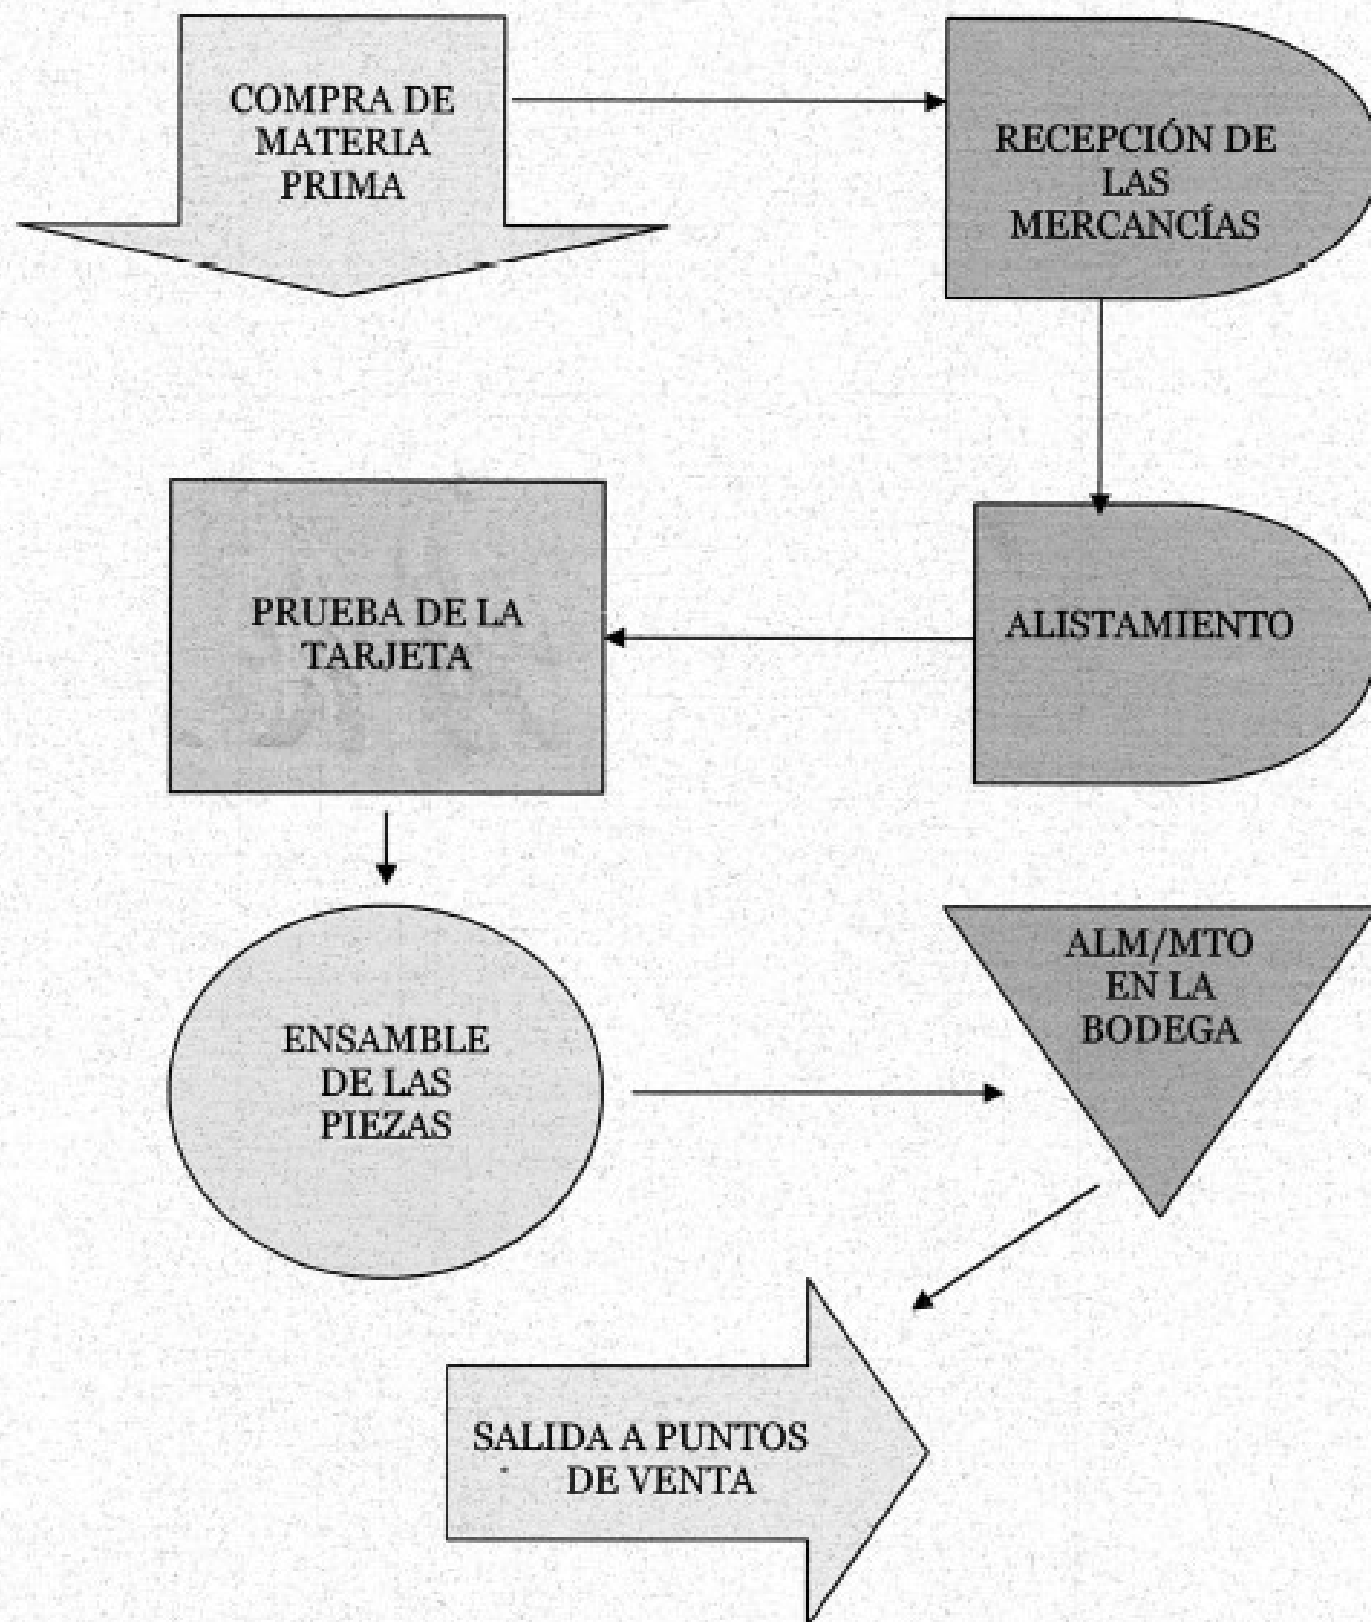 COMPRA DE
MATERIA
PRIMA
RECEPCIÓN DE
LAS
MERCANCÍAS
PRUEBA DE LA
TARJETA
ALISTAMIENTO
ENSAMBLE
DE LAS
PIEZAS
ALM/MTO
EN LA
BODEGA
SALIDA A PUNTOS
DE VENTA